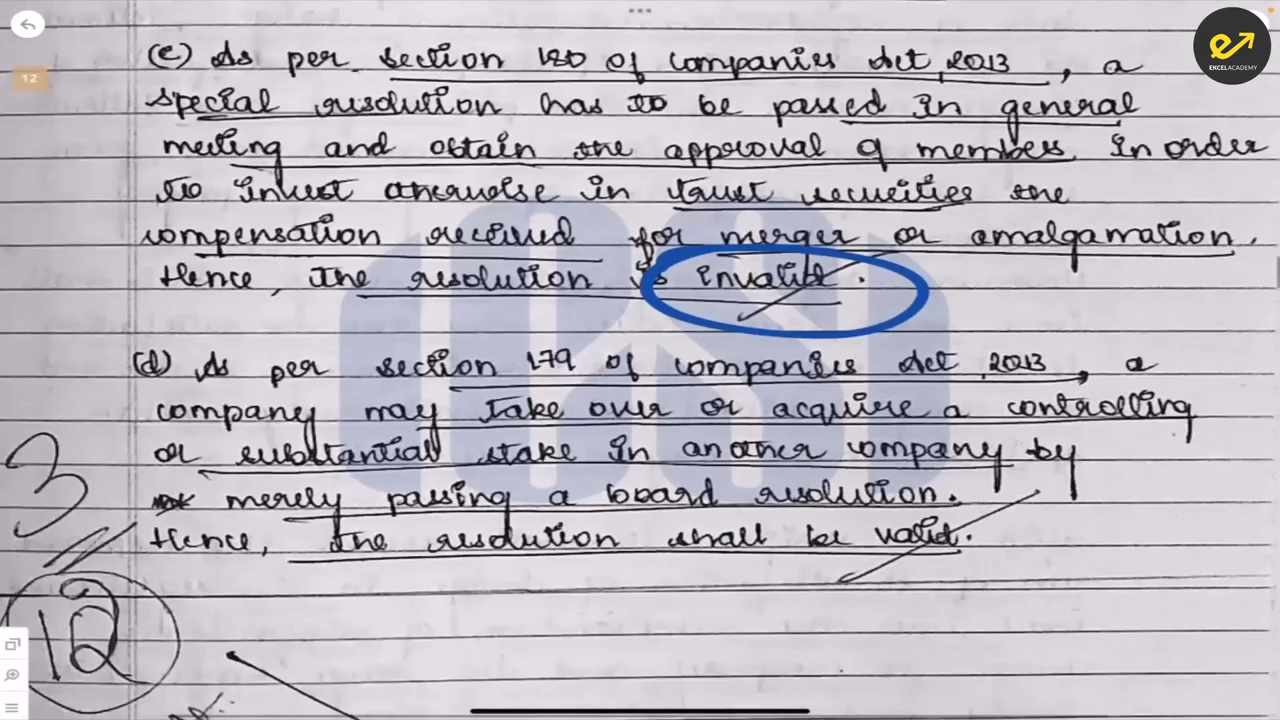 EXCELACADEMY
12
(c) As per section 180 of companies Act, 2013, a
special resolution has to be passed in general
meeting and obtain the approval of members in order
to invest otherwise in trust securities the
compensation received for merger or amalgamation.
Hence, the resolution is invalid.
(d) As per section 179 of companies Act, 2013, a
company may take over or acquire a controlling
or substantial stake in another company by
merely passing a board resolution.
Hence, the resolution shall be valid.
3
12
ICSI